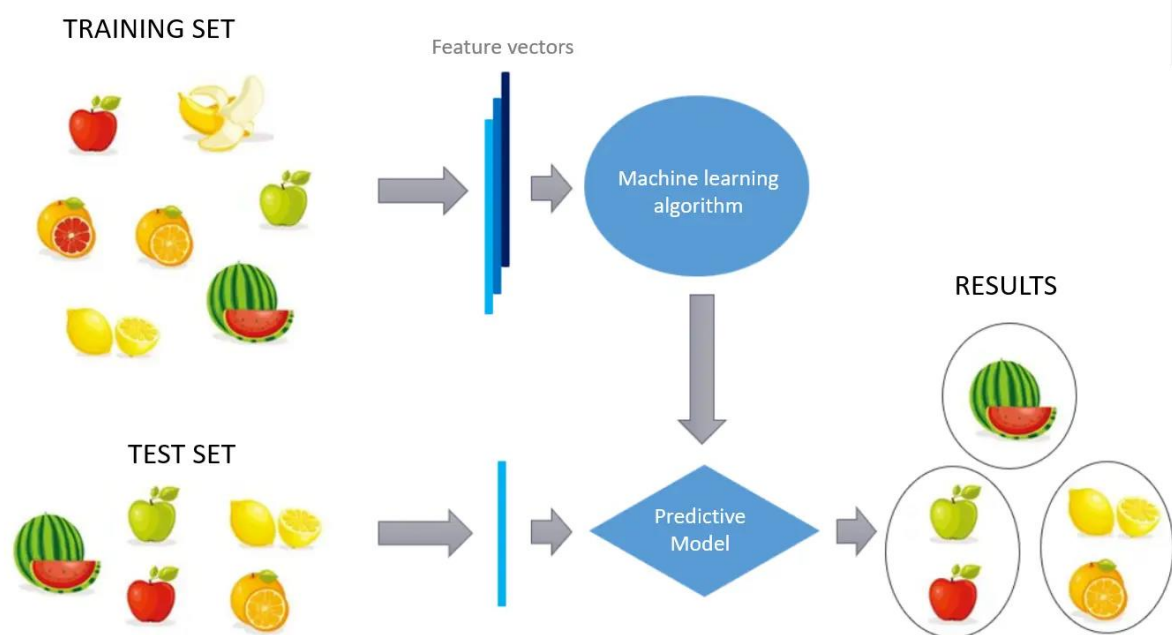 TRAINING SET
Feature vectors
Machine learning
algorithm
RESULTS
TEST SET
Predictive
Model